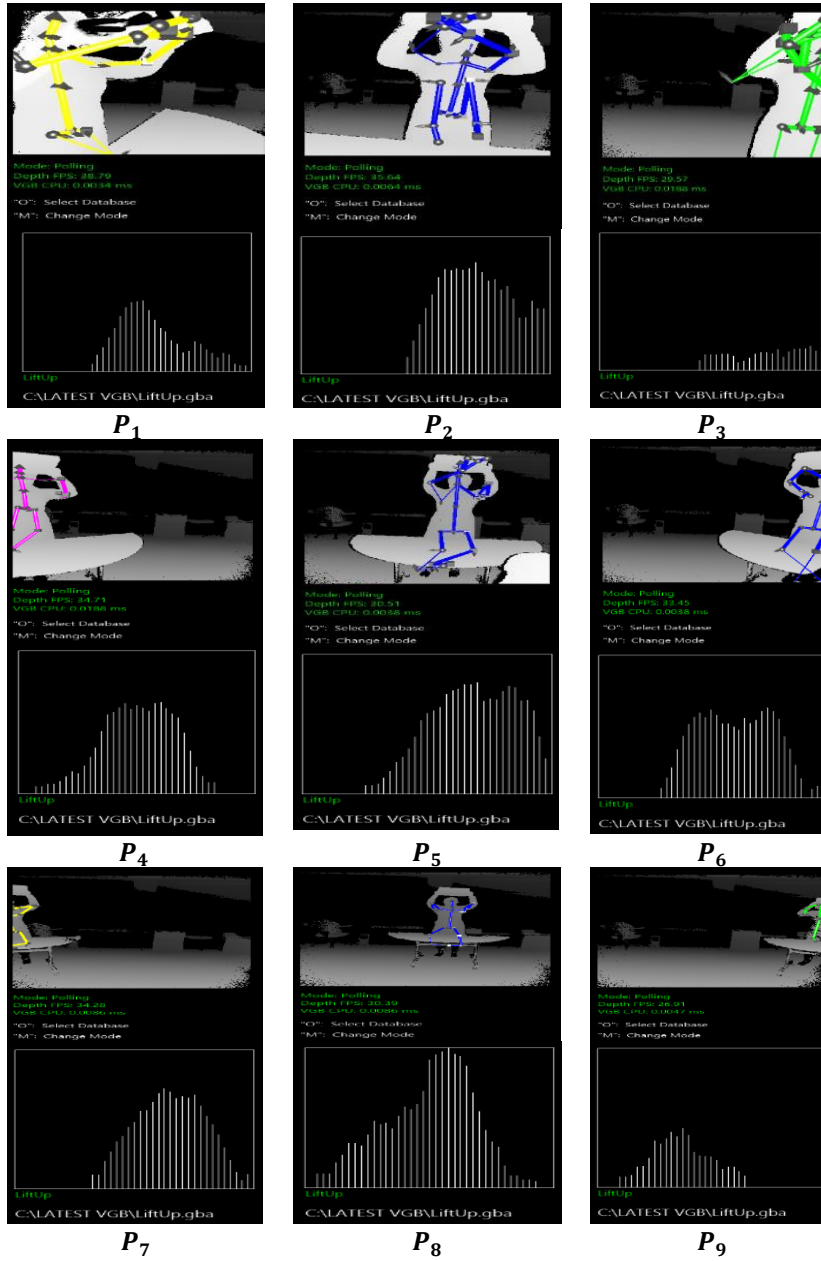 Mode: Polling
Depth FPS: 38.79
VGB CPU: 0.0034 ms
"O": Select Database
"M": Change Mode
LiftUp
C:\LATEST VGB\LiftUp.gba
P1
Mode: Polling
Depth FPS: 35.64
VGB CPU: 0.0064 ms
"O": Select Database
"M": Change Mode
LiftUp
C:\LATEST VGB\LiftUp.gba
P2
Mode: Polling
Depth FPS: 29.57
VGB CPU: 0.0188 ms
"O": Select Database
"M": Change Mode
LiftUp
C:\LATEST VGB\LiftUp.gba
P3
Mode: Polling
Depth FPS: 34.71
VGB CPU: 0.0188 ms
"O": Select Database
"M": Change Mode
LiftUp
C:\LATEST VGB\LiftUp.gba
P4
Mode: Polling
Depth FPS: 30.51
VGB CPU: 0.0038 ms
"O": Select Database
"M": Change Mode
LiftUp
C:\LATEST VGB\LiftUp.gba
P5
Mode: Polling
Depth FPS: 33.45
VGB CPU: 0.0038 ms
"O": Select Database
"M": Change Mode
LiftUp
C:\LATEST VGB\LiftUp.gba
P6
Mode: Polling
Depth FPS: 34.28
VGB CPU: 0.0086 ms
"O": Select Database
"M": Change Mode
LiftUp
C:\LATEST VGB\LiftUp.gba
P7
Mode: Polling
Depth FPS: 30.39
VGB CPU: 0.0086 ms
"O": Select Database
"M": Change Mode
LiftUp
C:\LATEST VGB\LiftUp.gba
P8
Mode: Polling
Depth FPS: 26.91
VGB CPU: 0.0047 ms
"O": Select Database
"M": Change Mode
LiftUp
C:\LATEST VGB\LiftUp.gba
P9